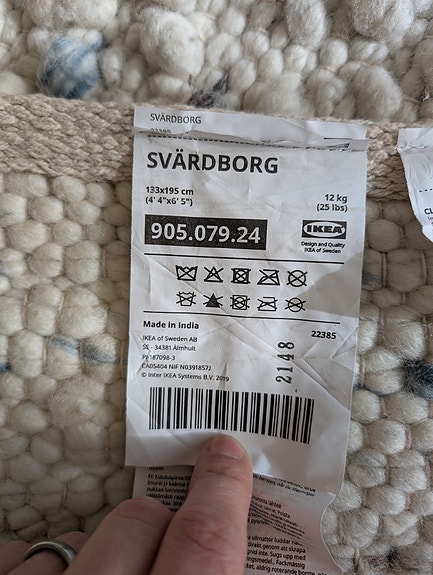 SVÄRDBORG
22385
SVÄRDBORG
133x195 cm
(4' 4"x6' 5")
12 kg
(25 lbs)
905.079.24
IKEA
Design and Quality
IKEA of Sweden
Made in India
22385
IKEA of Sweden AB
SE - 34381 Älmhult
2148
© Inter IKEA Systems B.V. 2019